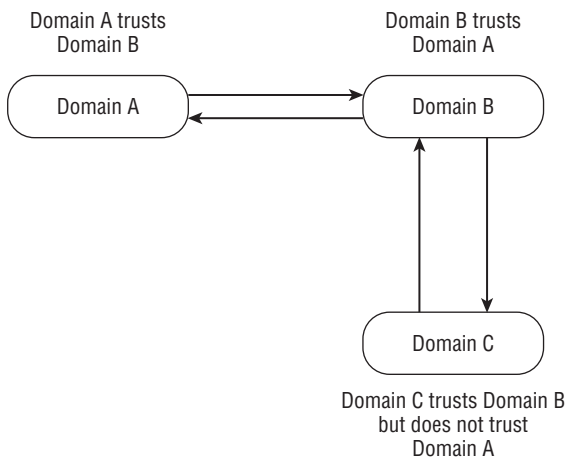 Domain A trusts
Domain B
Domain B trusts
Domain A
Domain A
Domain B
Domain C
Domain C trusts Domain B
but does not trust
Domain A